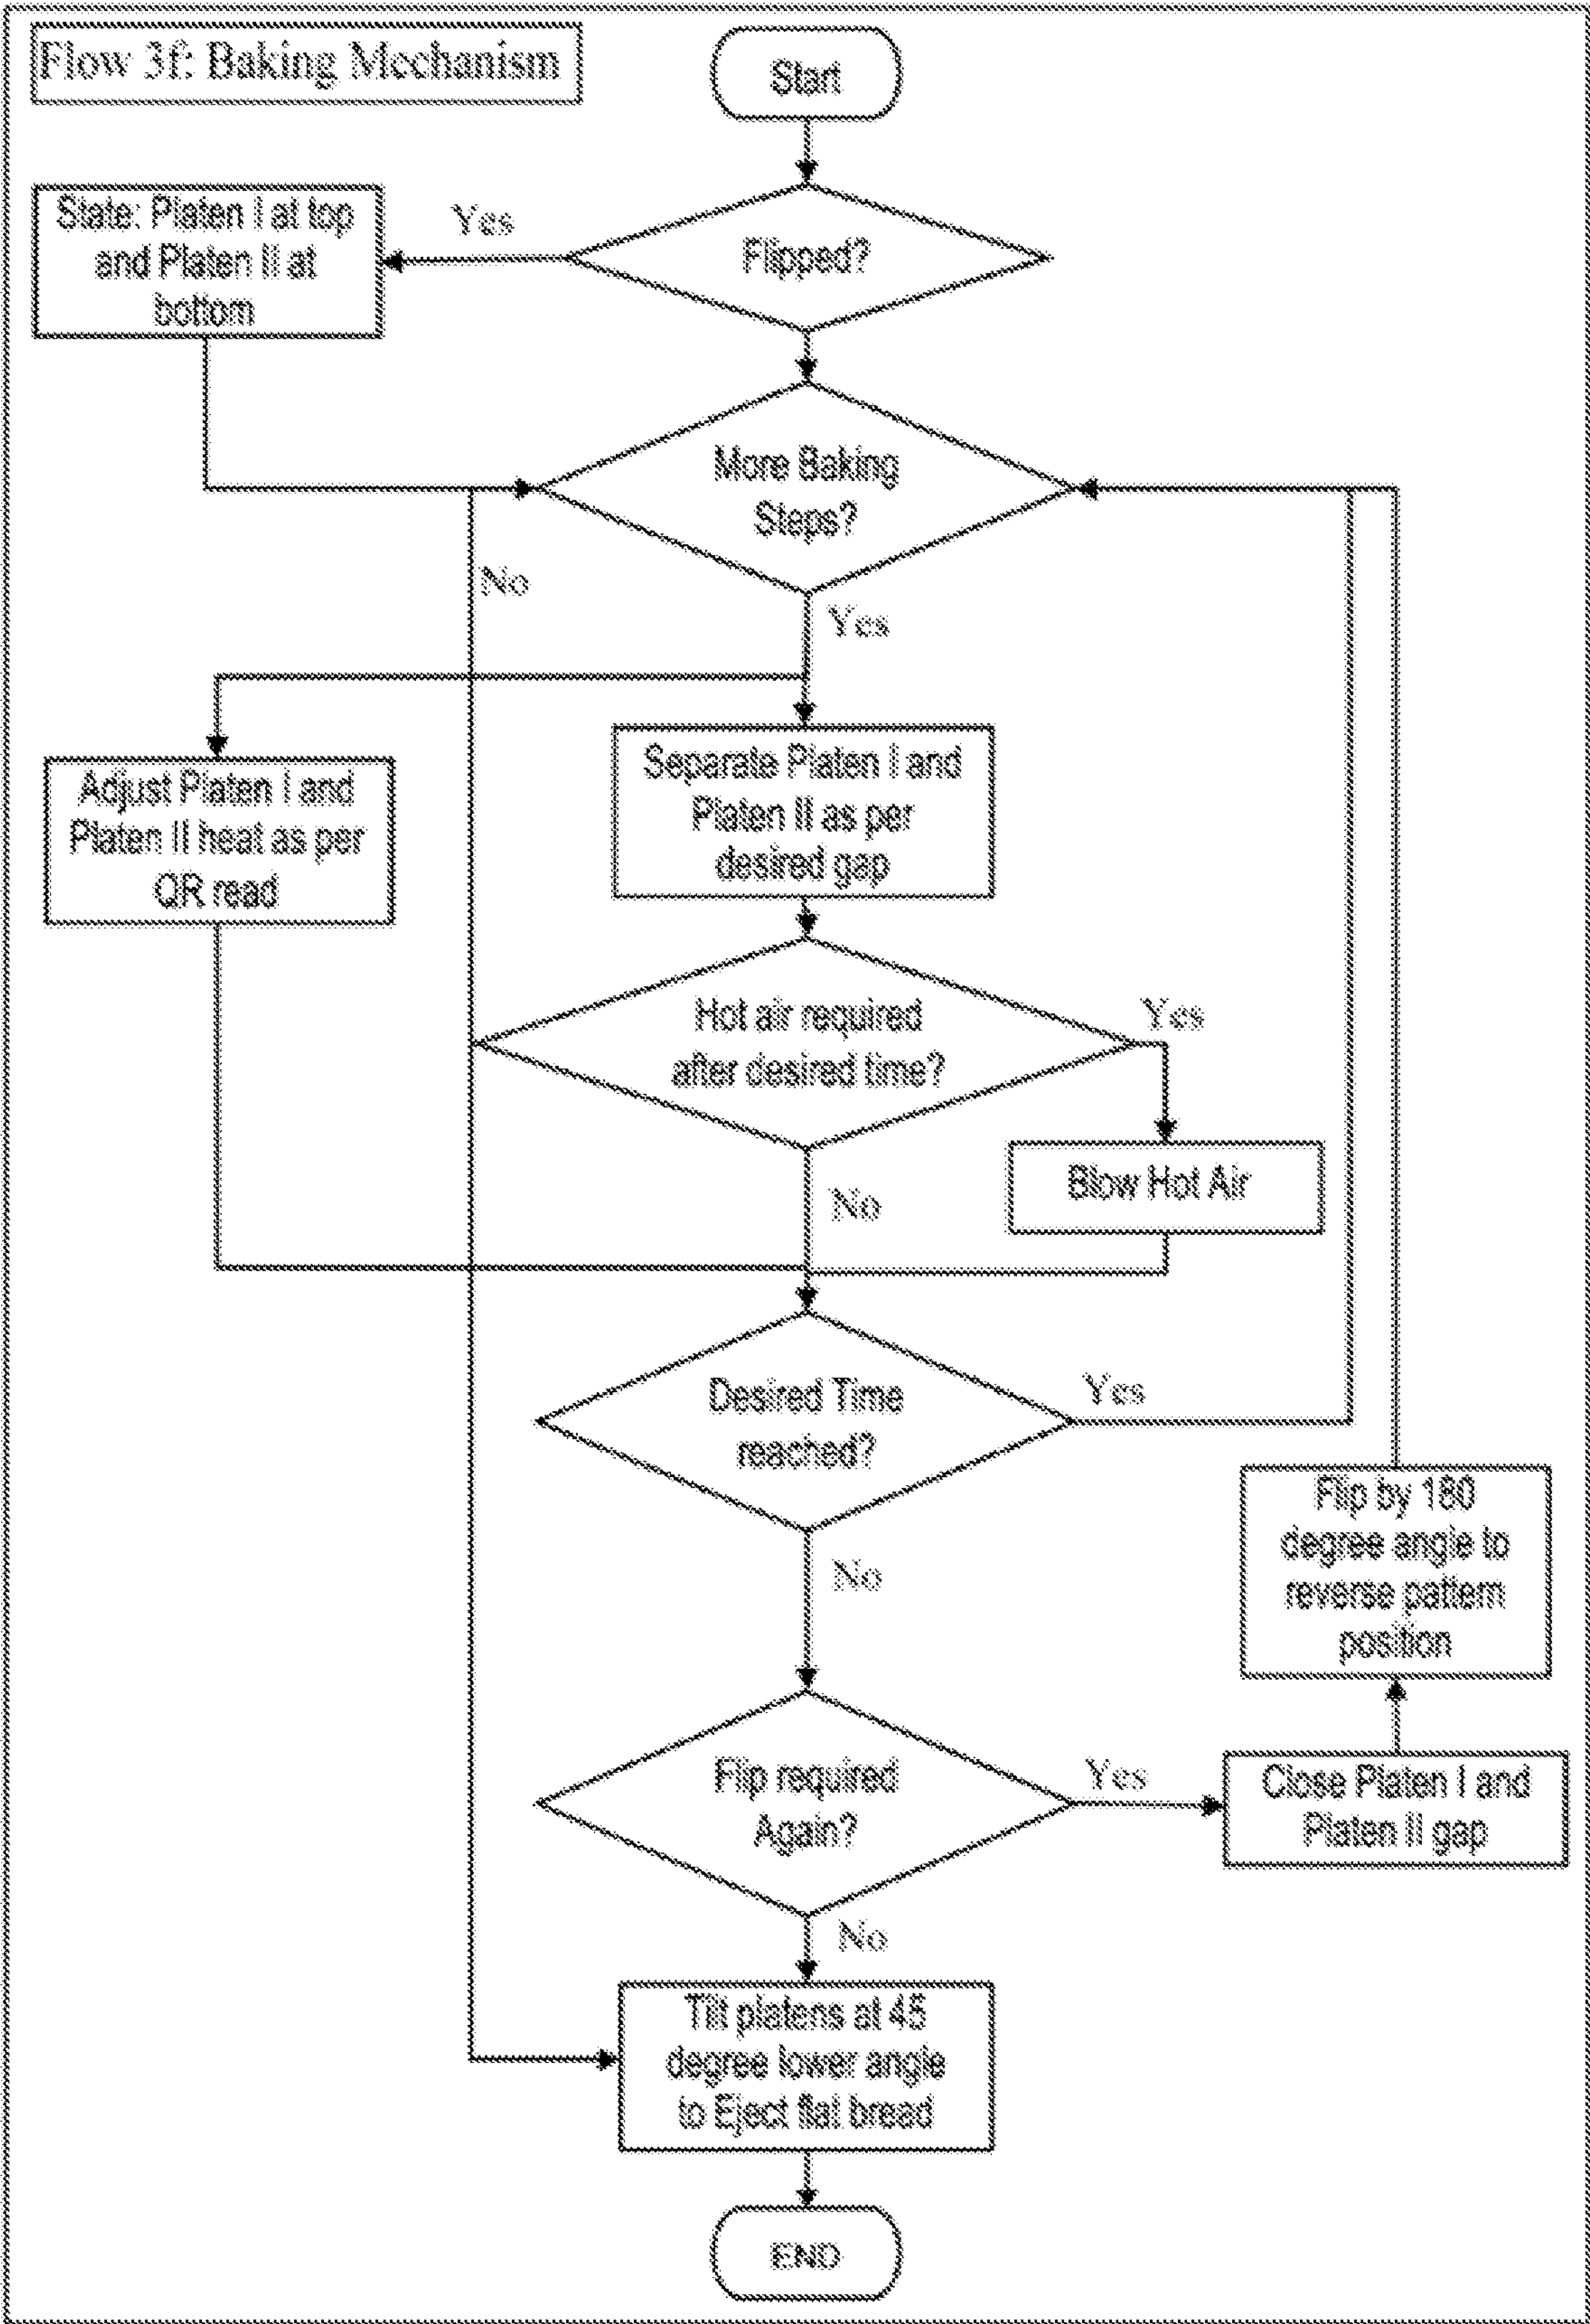 Flow 3f: Baking Mechanism
Start
Flipped?
Yes
State: Platen I at top
and Platen II at
bottom
More Baking
Steps?
No
Yes
Adjust Platen I and
Platen II heat as per
QR read
Separate Platen I and
Platen II as per
desired gap
Hot air required
after desired time?
Yes
Blow Hot Air
No
Desired Time
reached?
Yes
No
Flip by 180
degree angle to
reverse pattern
position
Flip required
Again?
Yes
Close Platen I and
Platen II gap
No
Tilt platens at 45
degree lower angle
to Eject flat bread
END